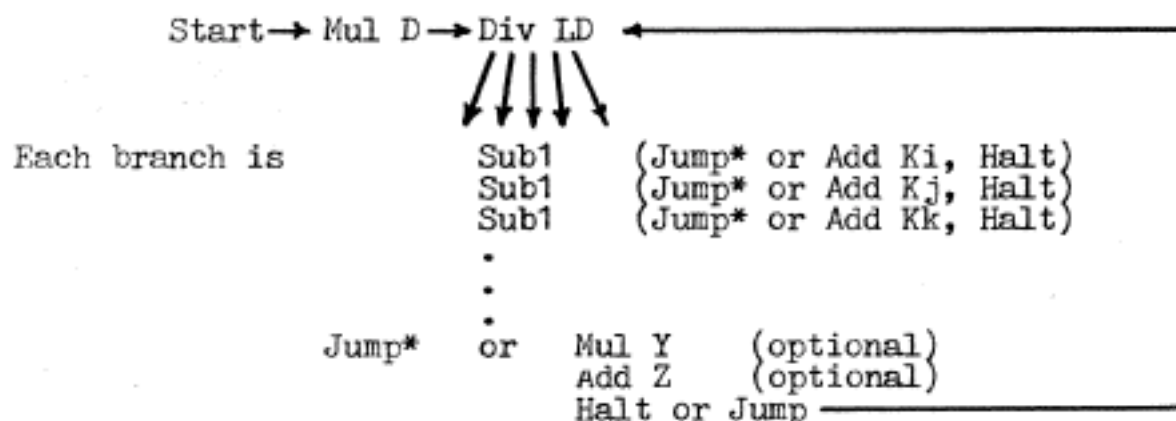 Start Mul D Div LD
Each branch is Sub1 (Jump* or Add Ki, Halt)
Sub1 (Jump* or Add Kj, Halt)
Sub1 (Jump* or Add Kk, Halt)
.
.
.
Jump* or Mul Y (optional)
Add Z (optional)
Halt or Jump